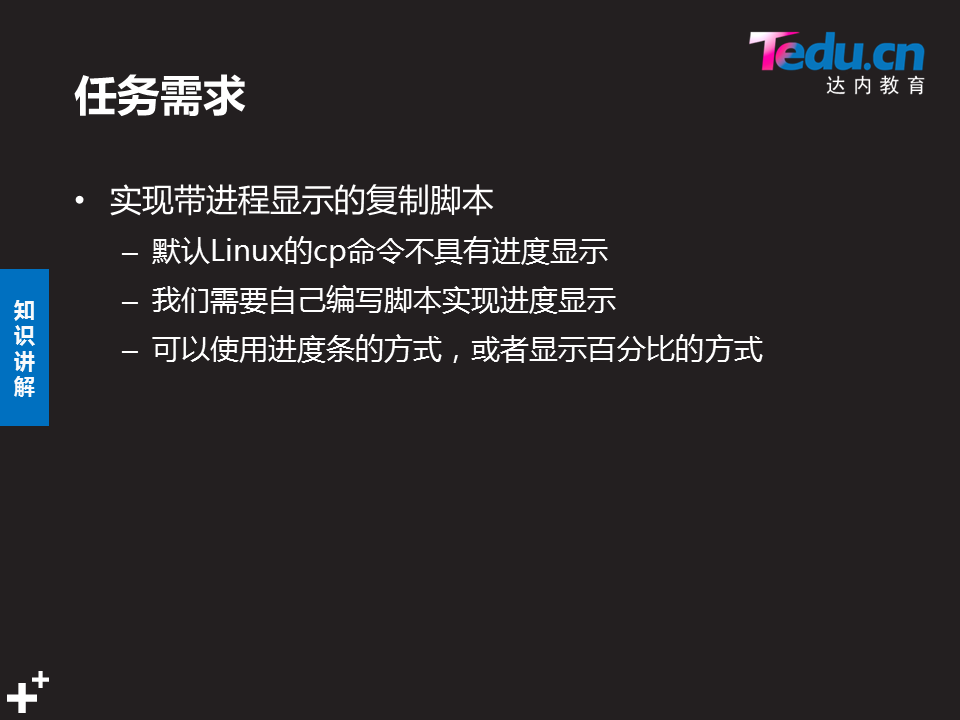 Tedu.cn
达内教育
任务需求
• 实现带进程显示的复制脚本
– 默认Linux的cp命令不具有进度显示
– 我们需要自己编写脚本实现进度显示
– 可以使用进度条的方式，或者显示百分比的方式
知识讲解